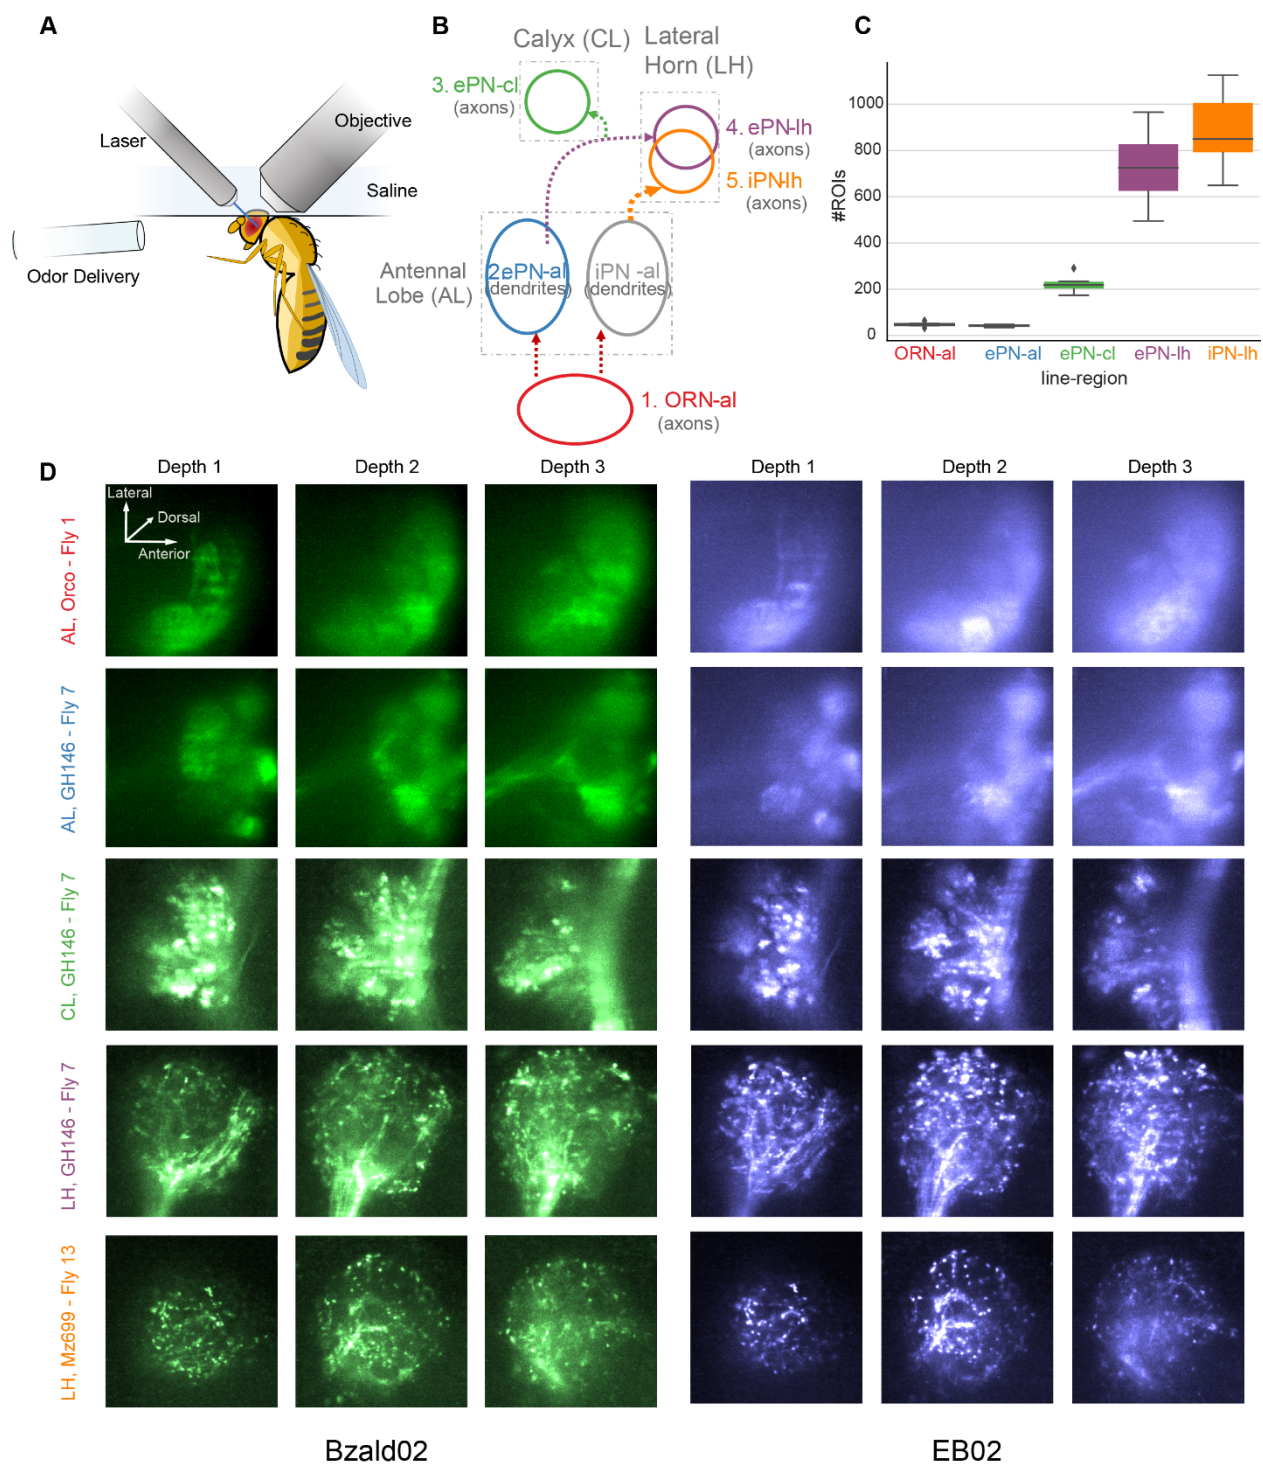 A
Laser
Objective
Saline
Odor Delivery
B
Calyx (CL)
Lateral
Horn (LH)
3. ePN-cl
(axons)
4. ePN-lh
(axons)
5. iPN-lh
(axons)
Antennal
Lobe (AL)
2. ePN-al
(dendrites)
iPN -al
(dendrites)
1. ORN-al
(axons)
C
#ROIs
1000
800
600
400
200
0
ORN-al ePN-al ePN-cl ePN-lh iPN-lh
line-region
D
Depth 1 Depth 2 Depth 3 Depth 1 Depth 2 Depth 3
Lateral
Dorsal
Anterior
AL, Orco - Fly 1
AL, GH146 - Fly 7
CL, GH146 - Fly 7
LH, GH146 - Fly 7
LH, Mz699 - Fly 13
Bzald02 EB02